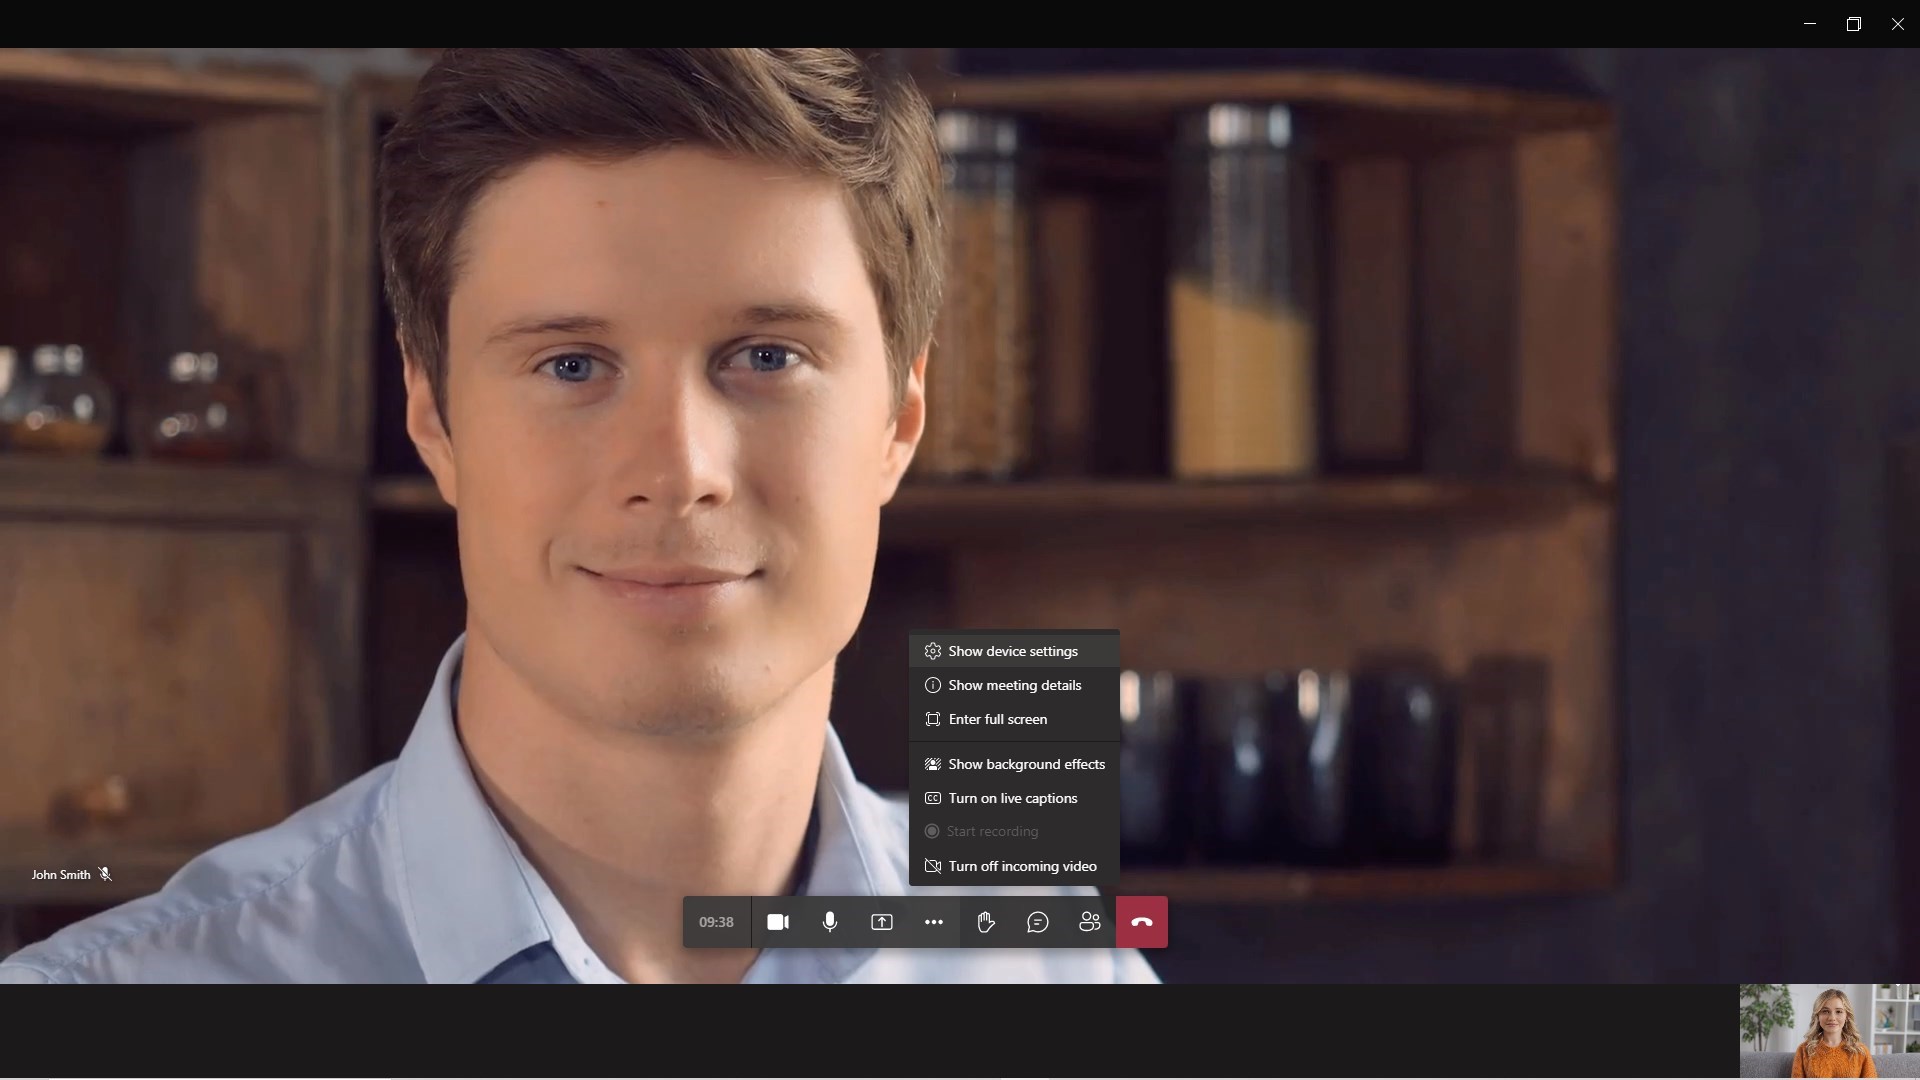 Show device settings
Show meeting details
Enter full screen
Show background effects
CC Turn on live captions
Start recording
Turn off incoming video
John Smith
09:38